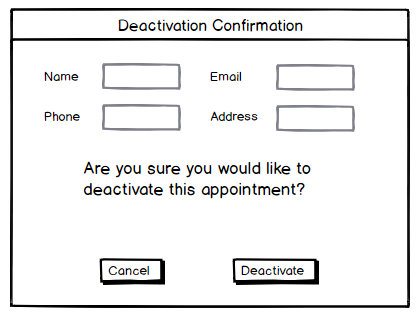 Deactivation Confirmation
Name Email
Phone Address
Are you sure you would like to
deactivate this appointment?
Cancel Deactivate